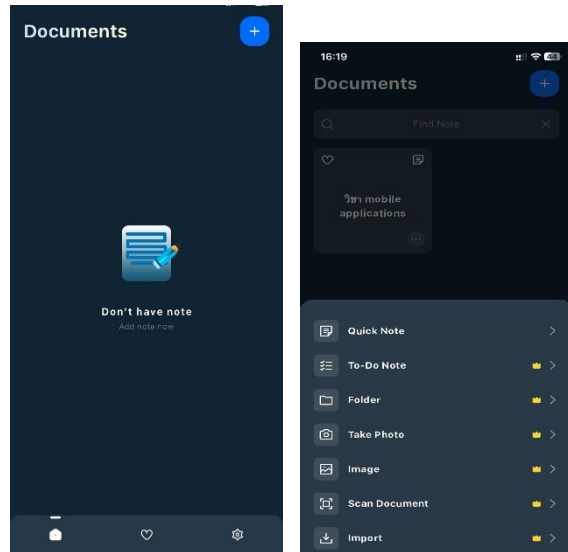 Documents
+
Don't have note
Add note now
16:19
44
Documents
+
Find Note
วิชา mobile
applications
Quick Note
To-Do Note
Folder
Take Photo
Image
Scan Document
Import